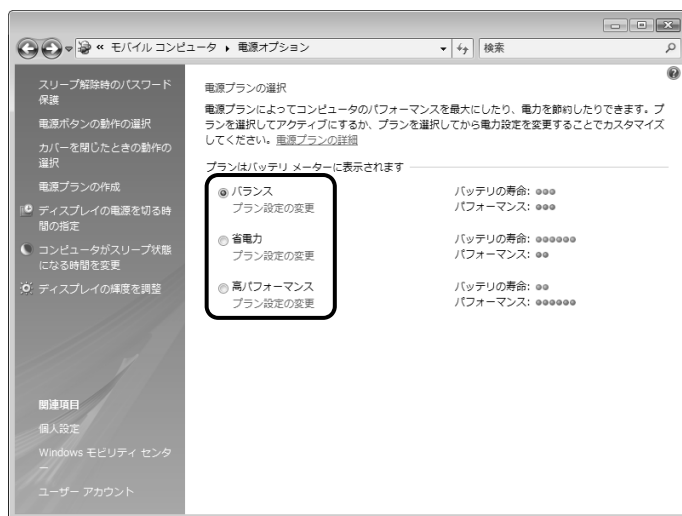 « モバイル コンピュータ ▸ 電源オプション
検索
スリープ解除時のパスワード
保護
電源ボタンの動作の選択
カバーを閉じたときの動作の
選択
電源プランの作成
ディスプレイの電源を切る時
間の指定
コンピュータがスリープ状態
になる時間を変更
ディスプレイの輝度を調整
関連項目
個人設定
Windows モビリティ センタ
ー
ユーザー アカウント
電源プランの選択
電源プランによってコンピュータのパフォーマンスを最大にしたり、電力を節約したりできます。プ
ランを選択してアクティブにするか、プランを選択してから電力設定を変更することでカスタマイズ
してください。電源プランの詳細
プランはバッテリ メーターに表示されます
バランス
プラン設定の変更
バッテリの寿命:
パフォーマンス:
省電力
プラン設定の変更
バッテリの寿命:
パフォーマンス:
高パフォーマンス
プラン設定の変更
バッテリの寿命:
パフォーマンス: